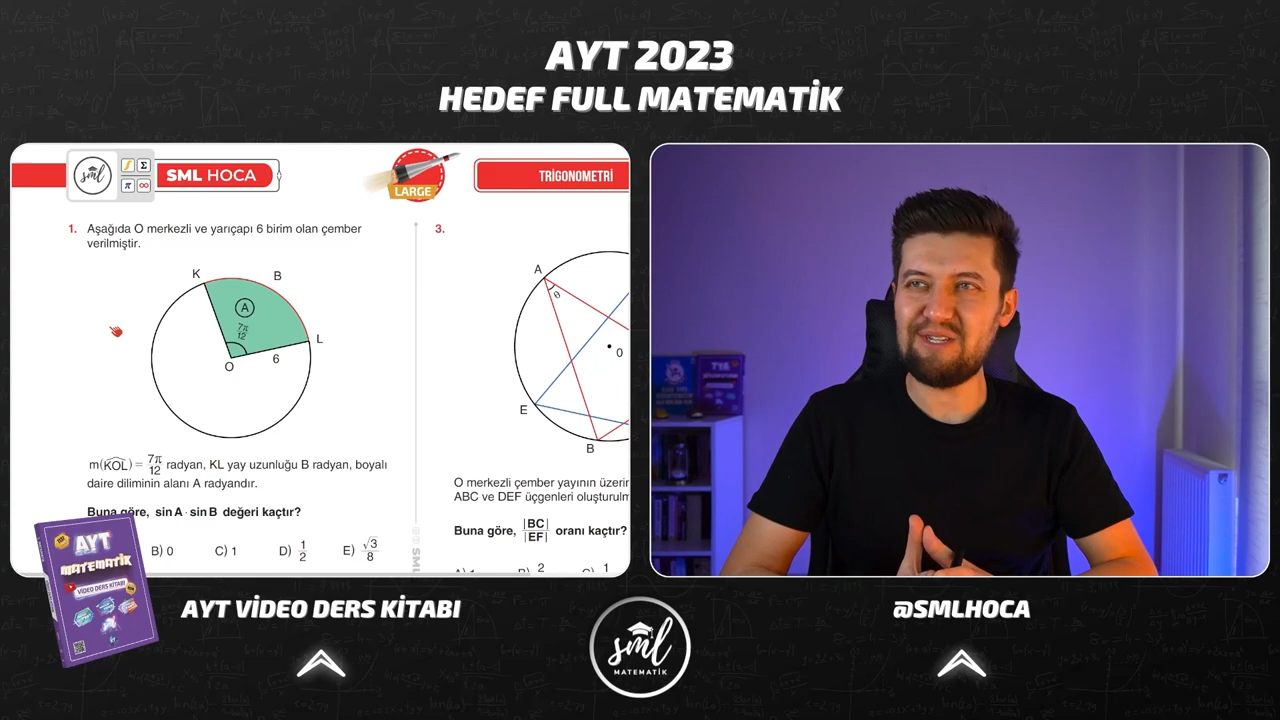 AYT 2023
HEDEF FULL MATEMATİK
sml
∫ Σ
π ∞
SML HOCA
LARGE
TRİGONOMETRİ
1. Aşağıda O merkezli ve yarıçapı 6 birim olan çember
verilmiştir.
K
B
A
7π
12
L
O
6
m(KOL) = 7π/12 radyan, KL yay uzunluğu B radyan, boyalı
daire diliminin alanı A radyandır.
Buna göre, sin A · sin B değeri kaçtır?
B) 0
C) 1
D) 1/2
E) √3/8
3.
A
θ
O
E
B
O merkezli çember yayının üzerin
ABC ve DEF üçgenleri oluşturulm
Buna göre, |BC|/|EF| oranı kaçtır?
SML
AYT
MATEMATİK
VİDEO DERS KİTABI
AYT VİDEO DERS KİTABI
sml
MATEMATİK
@SMLHOCA